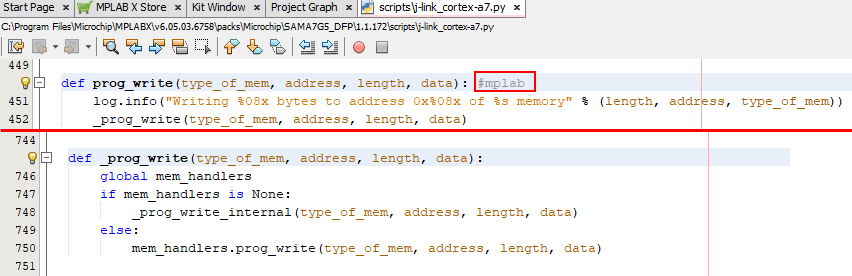 Start Page MPLAB X Store Kit Window Project Graph scripts\j-link_cortex-a7.py
C:\Program Files\Microchip\MPLABX\v6.05.03.6758\packs\Microchip\SAMA7G5_DFP\1.1.172\scripts\j-link_cortex-a7.py
449
def prog_write(type_of_mem, address, length, data): #mplab
451 log.info("Writing %08x bytes to address 0x%08x of %s memory" % (length, address, type_of_mem))
452 _prog_write(type_of_mem, address, length, data)
744
def _prog_write(type_of_mem, address, length, data):
746 global mem_handlers
747 if mem_handlers is None:
748 _prog_write_internal(type_of_mem, address, length, data)
749 else:
750 mem_handlers.prog_write(type_of_mem, address, length, data)
751